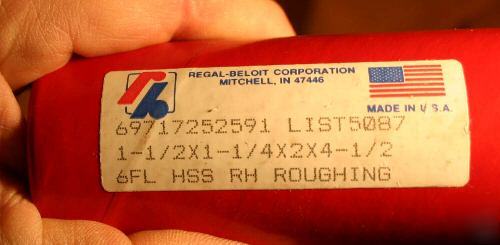 REGAL-BELOIT CORPORATION
MITCHELL, IN 47446
MADE IN U.S.A.
69717252591 LIST5087
1-1/2X1-1/4X2X4-1/2
6FL HSS RH ROUGHING